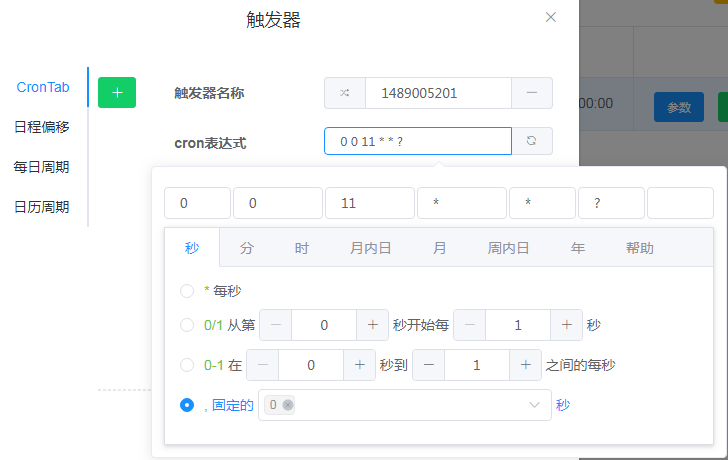 触发器
CronTab
日程偏移
每日周期
日历周期
触发器名称 1489005201
cron表达式 0 0 11 * * ?
00:00 参数
0 0 11 * * ?
秒 分 时 月内日 月 周内日 年 帮助
* 每秒
0/1 从第 0 秒开始每 1 秒
0-1 在 0 秒到 1 之间的每秒
, 固定的 0 秒